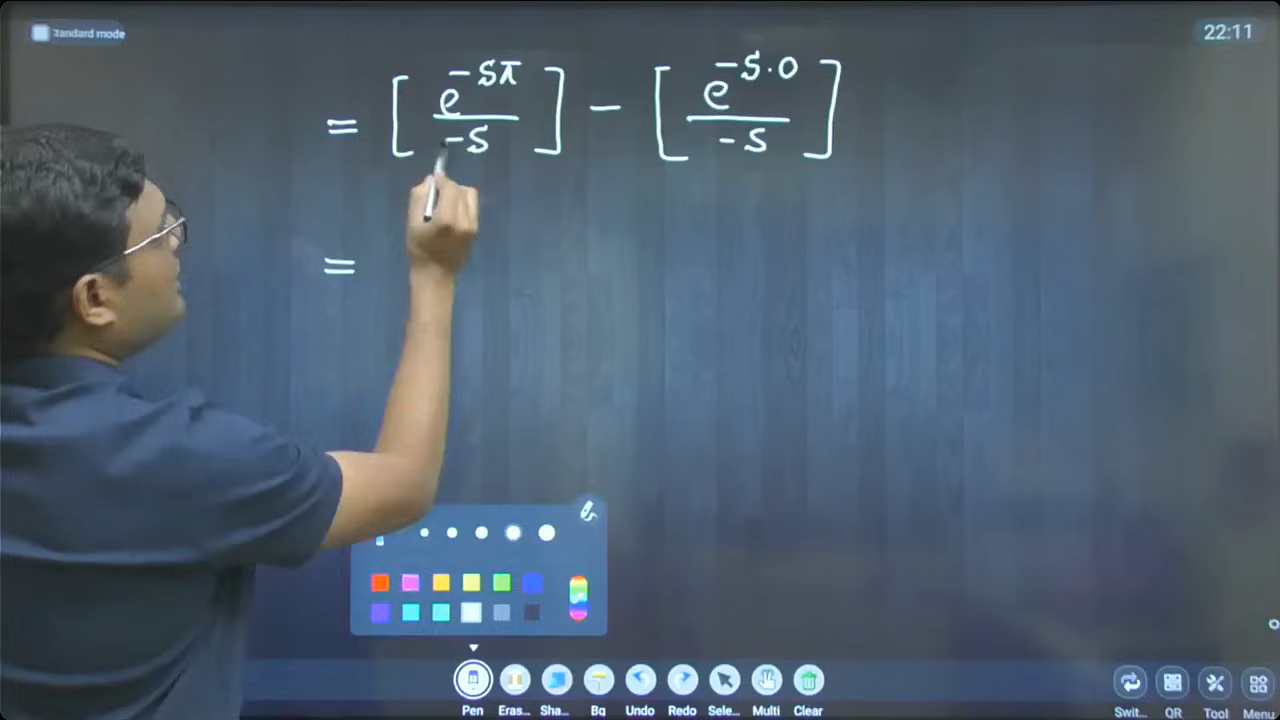 Standard mode
22:11
= [ e^{-sπ} / -s ] - [ e^{-s·0} / -s ]
=
Pen Eras... Sha... Bg Undo Redo Sele... Multi Clear Swit... QR Tool Menu